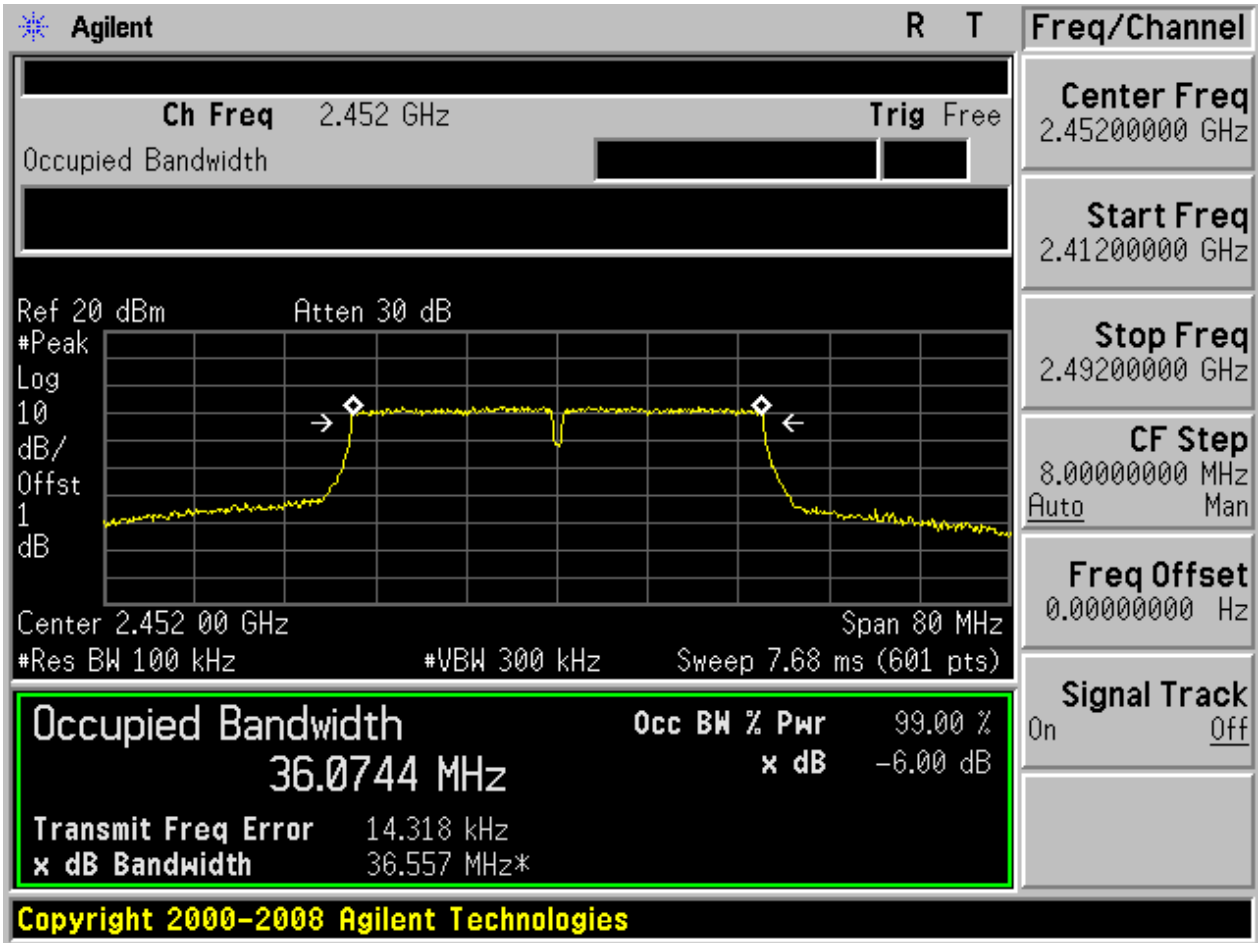 Agilent R T
Ch Freq 2.452 GHz Trig Free
Occupied Bandwidth
Ref 20 dBm Atten 30 dB
#Peak
Log
10
dB/
Offst
1
dB
Center 2.452 00 GHz Span 80 MHz
#Res BW 100 kHz #VBW 300 kHz Sweep 7.68 ms (601 pts)
Occupied Bandwidth Occ BW % Pwr 99.00 %
36.0744 MHz x dB -6.00 dB
Transmit Freq Error 14.318 kHz
x dB Bandwidth 36.557 MHz*
Copyright 2000-2008 Agilent Technologies
Freq/Channel
Center Freq
2.45200000 GHz
Start Freq
2.41200000 GHz
Stop Freq
2.49200000 GHz
CF Step
8.00000000 MHz
Auto Man
Freq Offset
0.00000000 Hz
Signal Track
On Off